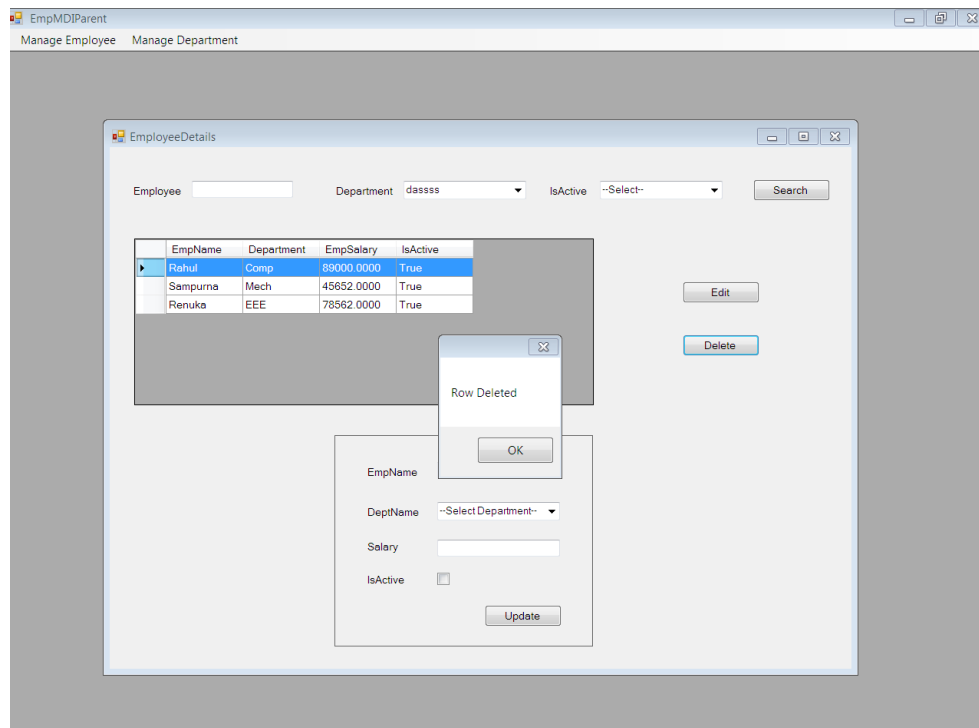 EmpMDIParent
Manage Employee Manage Department
EmployeeDetails
Employee Department dassss IsActive --Select-- Search
EmpName Department EmpSalary IsActive
Rahul Comp 89000.0000 True
Sampurna Mech 45652.0000 True
Renuka EEE 78562.0000 True
Edit
Delete
Row Deleted
OK
EmpName
DeptName --Select Department--
Salary
IsActive
Update